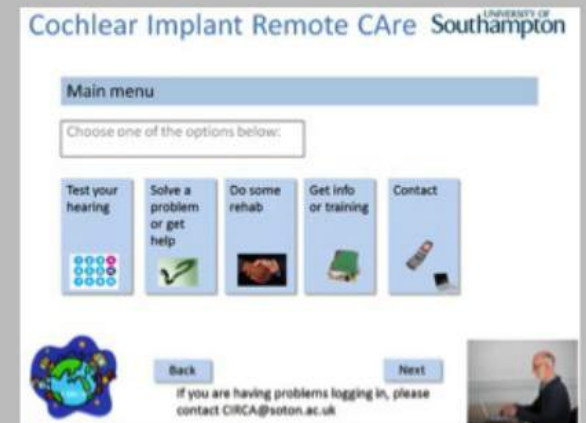 Cochlear Implant Remote CAre
UNIVERSITY OF
Southampton
Main menu
Choose one of the options below:
Test your
hearing
Solve a
problem
or get
help
Do some
rehab
Get info
or training
Contact
Back
Next
If you are having problems logging in, please
contact CIRCA@soton.ac.uk